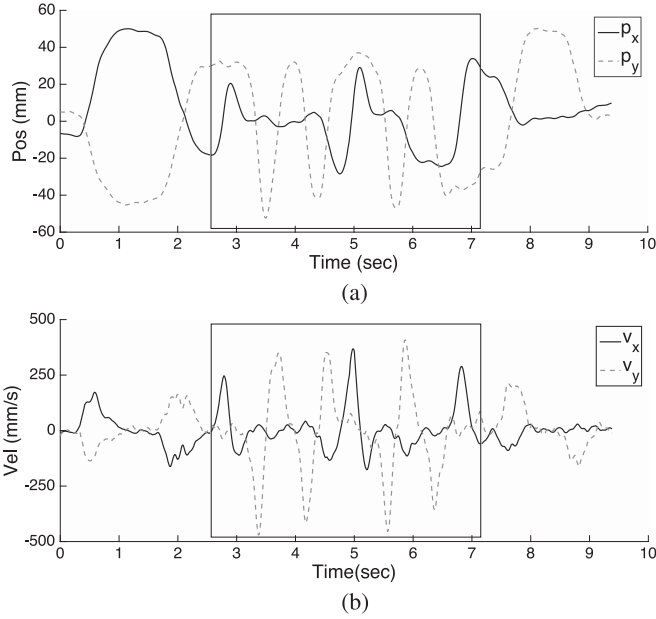 60
40
20
0
-20
-40
-60
Pos (mm)
p_x
p_y
0 1 2 3 4 5 6 7 8 9 10
Time (sec)
(a)
500
250
0
-250
-500
Vel (mm/s)
v_x
v_y
0 1 2 3 4 5 6 7 8 9 10
Time(sec)
(b)